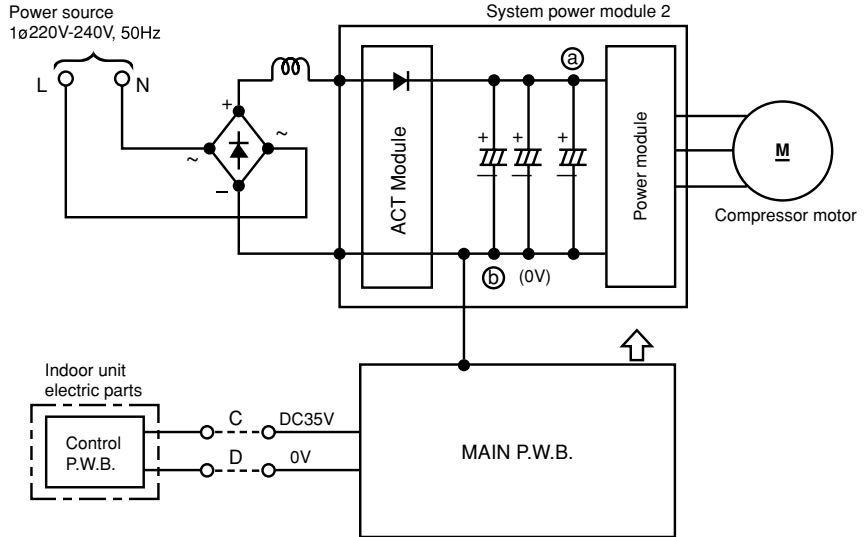 Power source
1ø220V-240V, 50Hz
L
N
System power module 2
+
~
~
–
ACT Module
ⓐ
+
+
+
—
—
—
Power module
M
Compressor motor
ⓑ
(0V)
Indoor unit
electric parts
Control
P.W.B.
C
DC35V
D
0V
MAIN P.W.B.